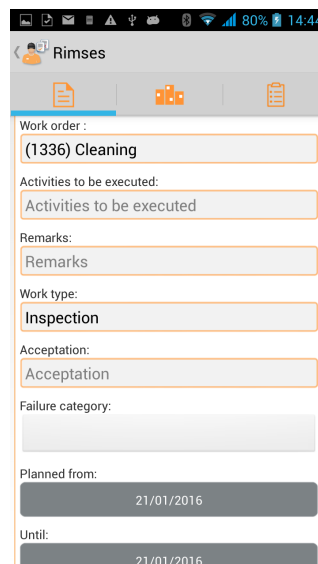 80% 14:44
Rimses
Work order :
(1336) Cleaning
Activities to be executed:
Activities to be executed
Remarks:
Remarks
Work type:
Inspection
Acceptation:
Acceptation
Failure category:
Planned from:
21/01/2016
Until:
21/01/2016